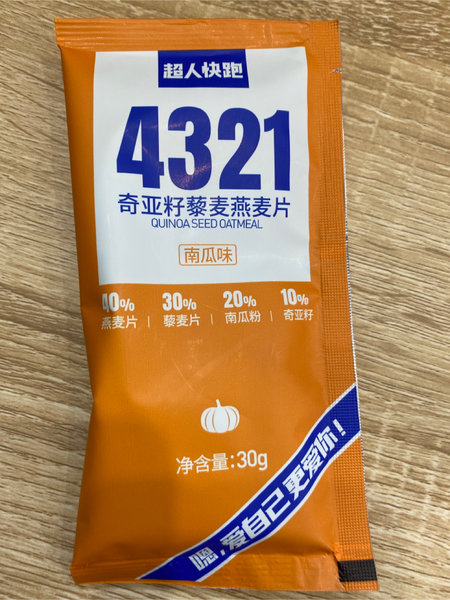 超人快跑
4321
奇亚籽藜麦燕麦片
QUINOA SEED OATMEAL
南瓜味
40% 30% 20% 10%
燕麦片 | 藜麦片 | 南瓜粉 | 奇亚籽
净含量:30g
嗯,爱自己更爱你!